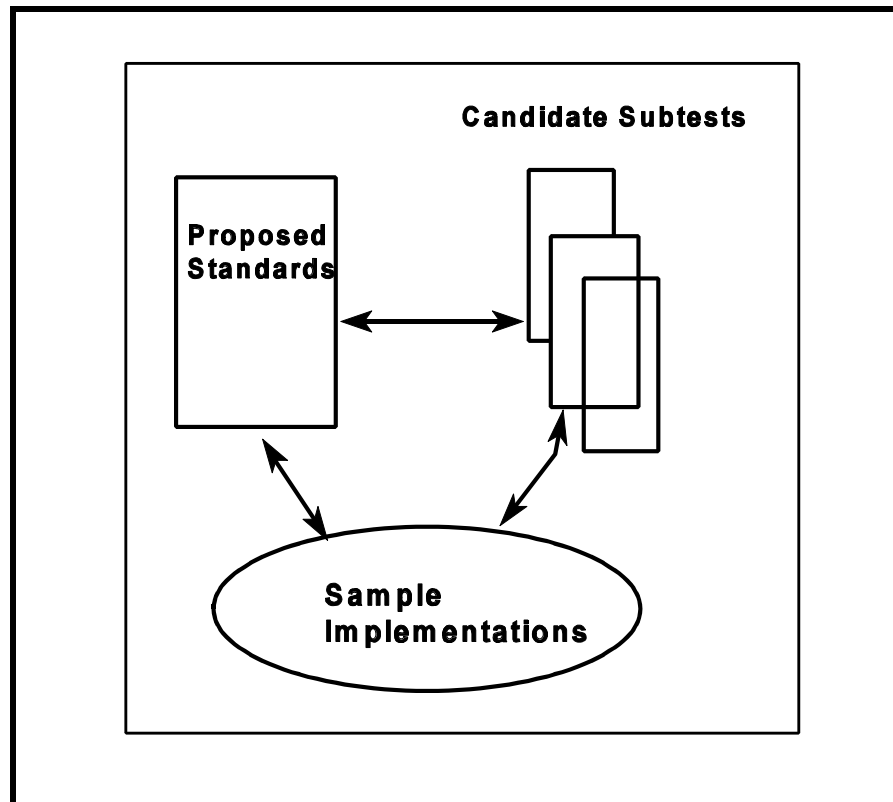 Candidate Subtests
Proposed
Standards
Sample
Implementations